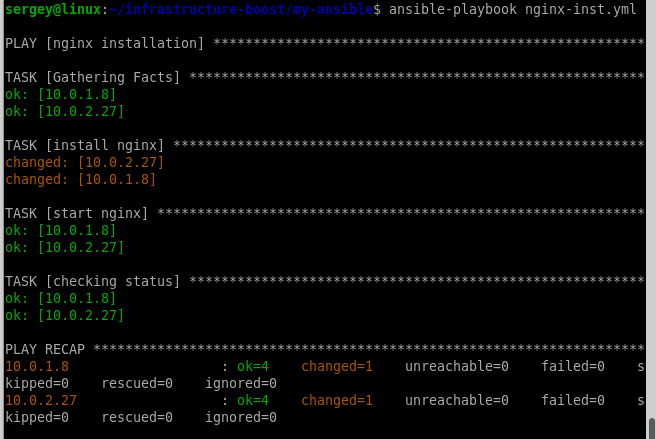 sergey@linux:~/infrastructure-boost/my-ansible$ ansible-playbook nginx-inst.yml
PLAY [nginx installation] ******************************************************
TASK [Gathering Facts] *********************************************************
ok: [10.0.1.8]
ok: [10.0.2.27]
TASK [install nginx] ***********************************************************
changed: [10.0.2.27]
changed: [10.0.1.8]
TASK [start nginx] *************************************************************
ok: [10.0.1.8]
ok: [10.0.2.27]
TASK [checking status] *********************************************************
ok: [10.0.1.8]
ok: [10.0.2.27]
PLAY RECAP *********************************************************************
10.0.1.8                   : ok=4    changed=1    unreachable=0    failed=0    s
kipped=0    rescued=0    ignored=0
10.0.2.27                  : ok=4    changed=1    unreachable=0    failed=0    s
kipped=0    rescued=0    ignored=0